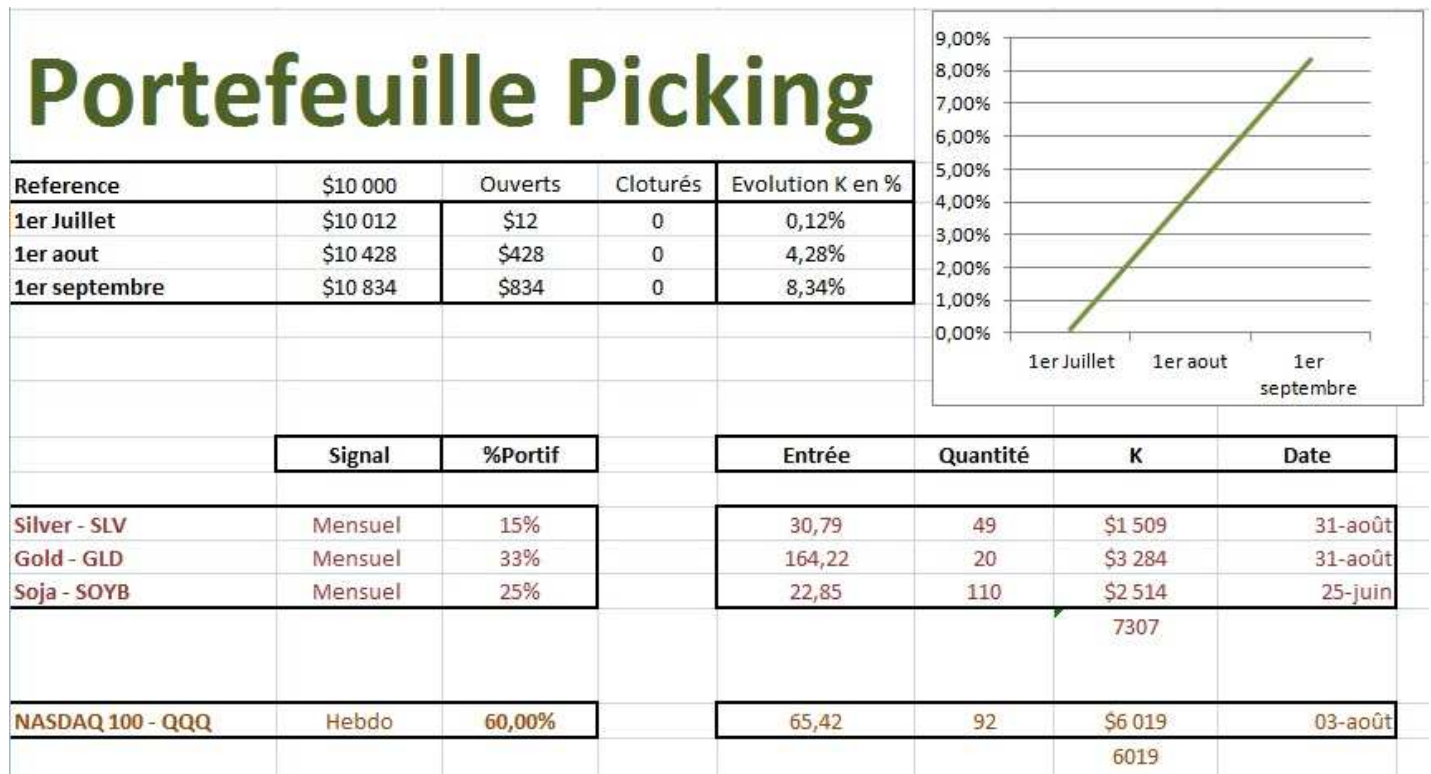 Portefeuille Picking
Reference $10 000 Ouverts Cloturés Evolution K en %
1er Juillet $10 012 $12 0 0,12%
1er aout $10 428 $428 0 4,28%
1er septembre $10 834 $834 0 8,34%
9,00%
8,00%
7,00%
6,00%
5,00%
4,00%
3,00%
2,00%
1,00%
0,00%
1er Juillet 1er aout 1er
septembre
Signal %Portif Entrée Quantité K Date
Silver - SLV Mensuel 15% 30,79 49 $1 509 31-août
Gold - GLD Mensuel 33% 164,22 20 $3 284 31-août
Soja - SOYB Mensuel 25% 22,85 110 $2 514 25-juin
7307
NASDAQ 100 - QQQ Hebdo 60,00% 65,42 92 $6 019 03-août
6019